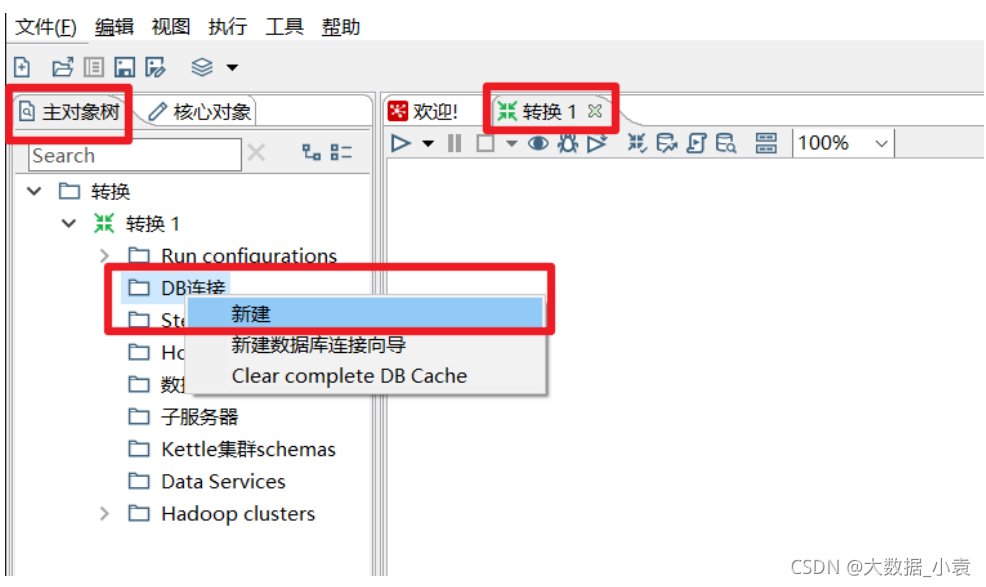 文件(F) 编辑 视图 执行 工具 帮助
主对象树 核心对象
欢迎! 转换 1
Search
100%
转换
转换 1
Run configurations
DB连接
新建
Ste
新建数据库连接向导
Clear complete DB Cache
子服务器
Kettle集群schemas
Data Services
Hadoop clusters
CSDN @大数据_小袁